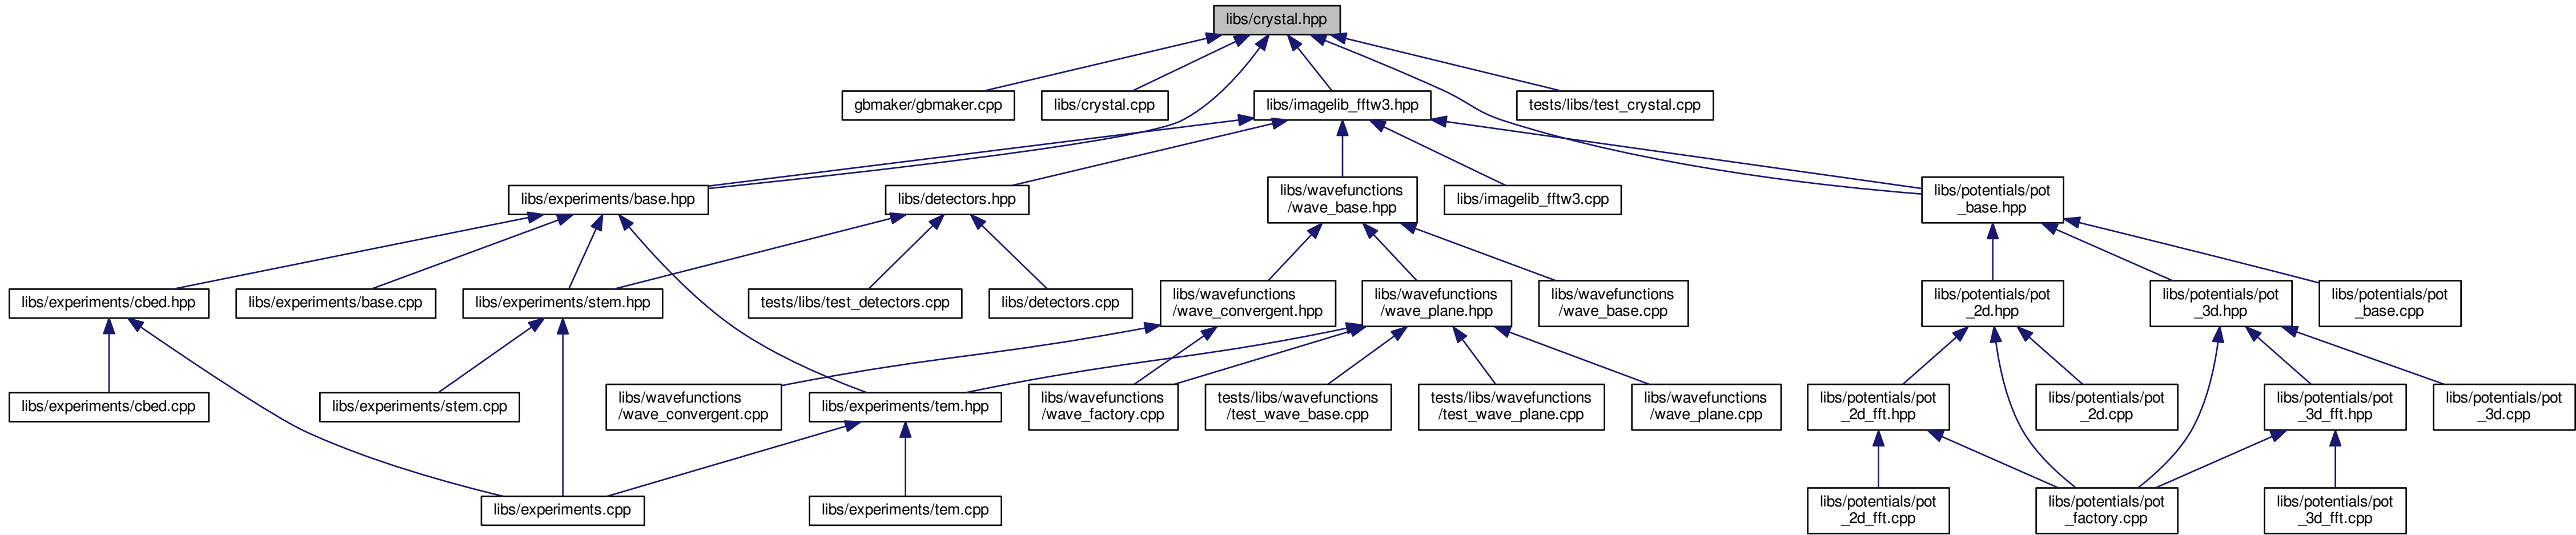 libs/crystal.hpp
gbmaker/gbmaker.cpp
libs/crystal.cpp
libs/imagelib_fftw3.hpp
tests/libs/test_crystal.cpp
libs/experiments/base.hpp
libs/detectors.hpp
libs/wavefunctions
/wave_base.hpp
libs/imagelib_fftw3.cpp
libs/potentials/pot
_base.hpp
libs/experiments/cbed.hpp
libs/experiments/base.cpp
libs/experiments/stem.hpp
tests/libs/test_detectors.cpp
libs/detectors.cpp
libs/wavefunctions
/wave_convergent.hpp
libs/wavefunctions
/wave_plane.hpp
libs/wavefunctions
/wave_base.cpp
libs/potentials/pot
_2d.hpp
libs/potentials/pot
_3d.hpp
libs/potentials/pot
_base.cpp
libs/experiments/cbed.cpp
libs/experiments/stem.cpp
libs/wavefunctions
/wave_convergent.cpp
libs/experiments/tem.hpp
libs/wavefunctions
/wave_factory.cpp
tests/libs/wavefunctions
/test_wave_base.cpp
tests/libs/wavefunctions
/test_wave_plane.cpp
libs/wavefunctions
/wave_plane.cpp
libs/potentials/pot
_2d_fft.hpp
libs/potentials/pot
_2d.cpp
libs/potentials/pot
_3d_fft.hpp
libs/potentials/pot
_3d.cpp
libs/experiments.cpp
libs/experiments/tem.cpp
libs/potentials/pot
_2d_fft.cpp
libs/potentials/pot
_factory.cpp
libs/potentials/pot
_3d_fft.cpp